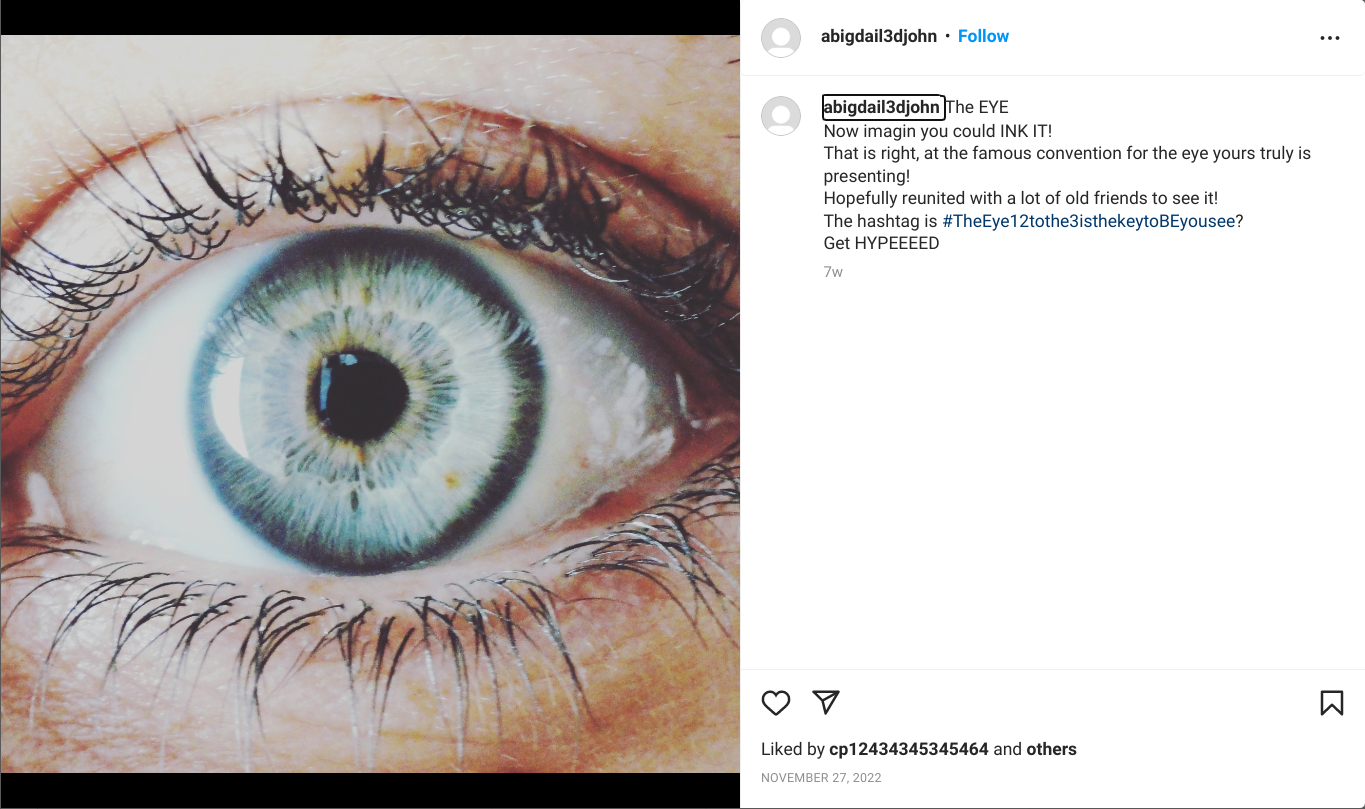 abigdail3djohn • Follow
abigdail3djohn The EYE
Now imagin you could INK IT!
That is right, at the famous convention for the eye yours truly is
presenting!
Hopefully reunited with a lot of old friends to see it!
The hashtag is #TheEye12tothe3isthekeytoBEyousee?
Get HYPEEEED
7w
Liked by cp12434345345464 and others
NOVEMBER 27, 2022